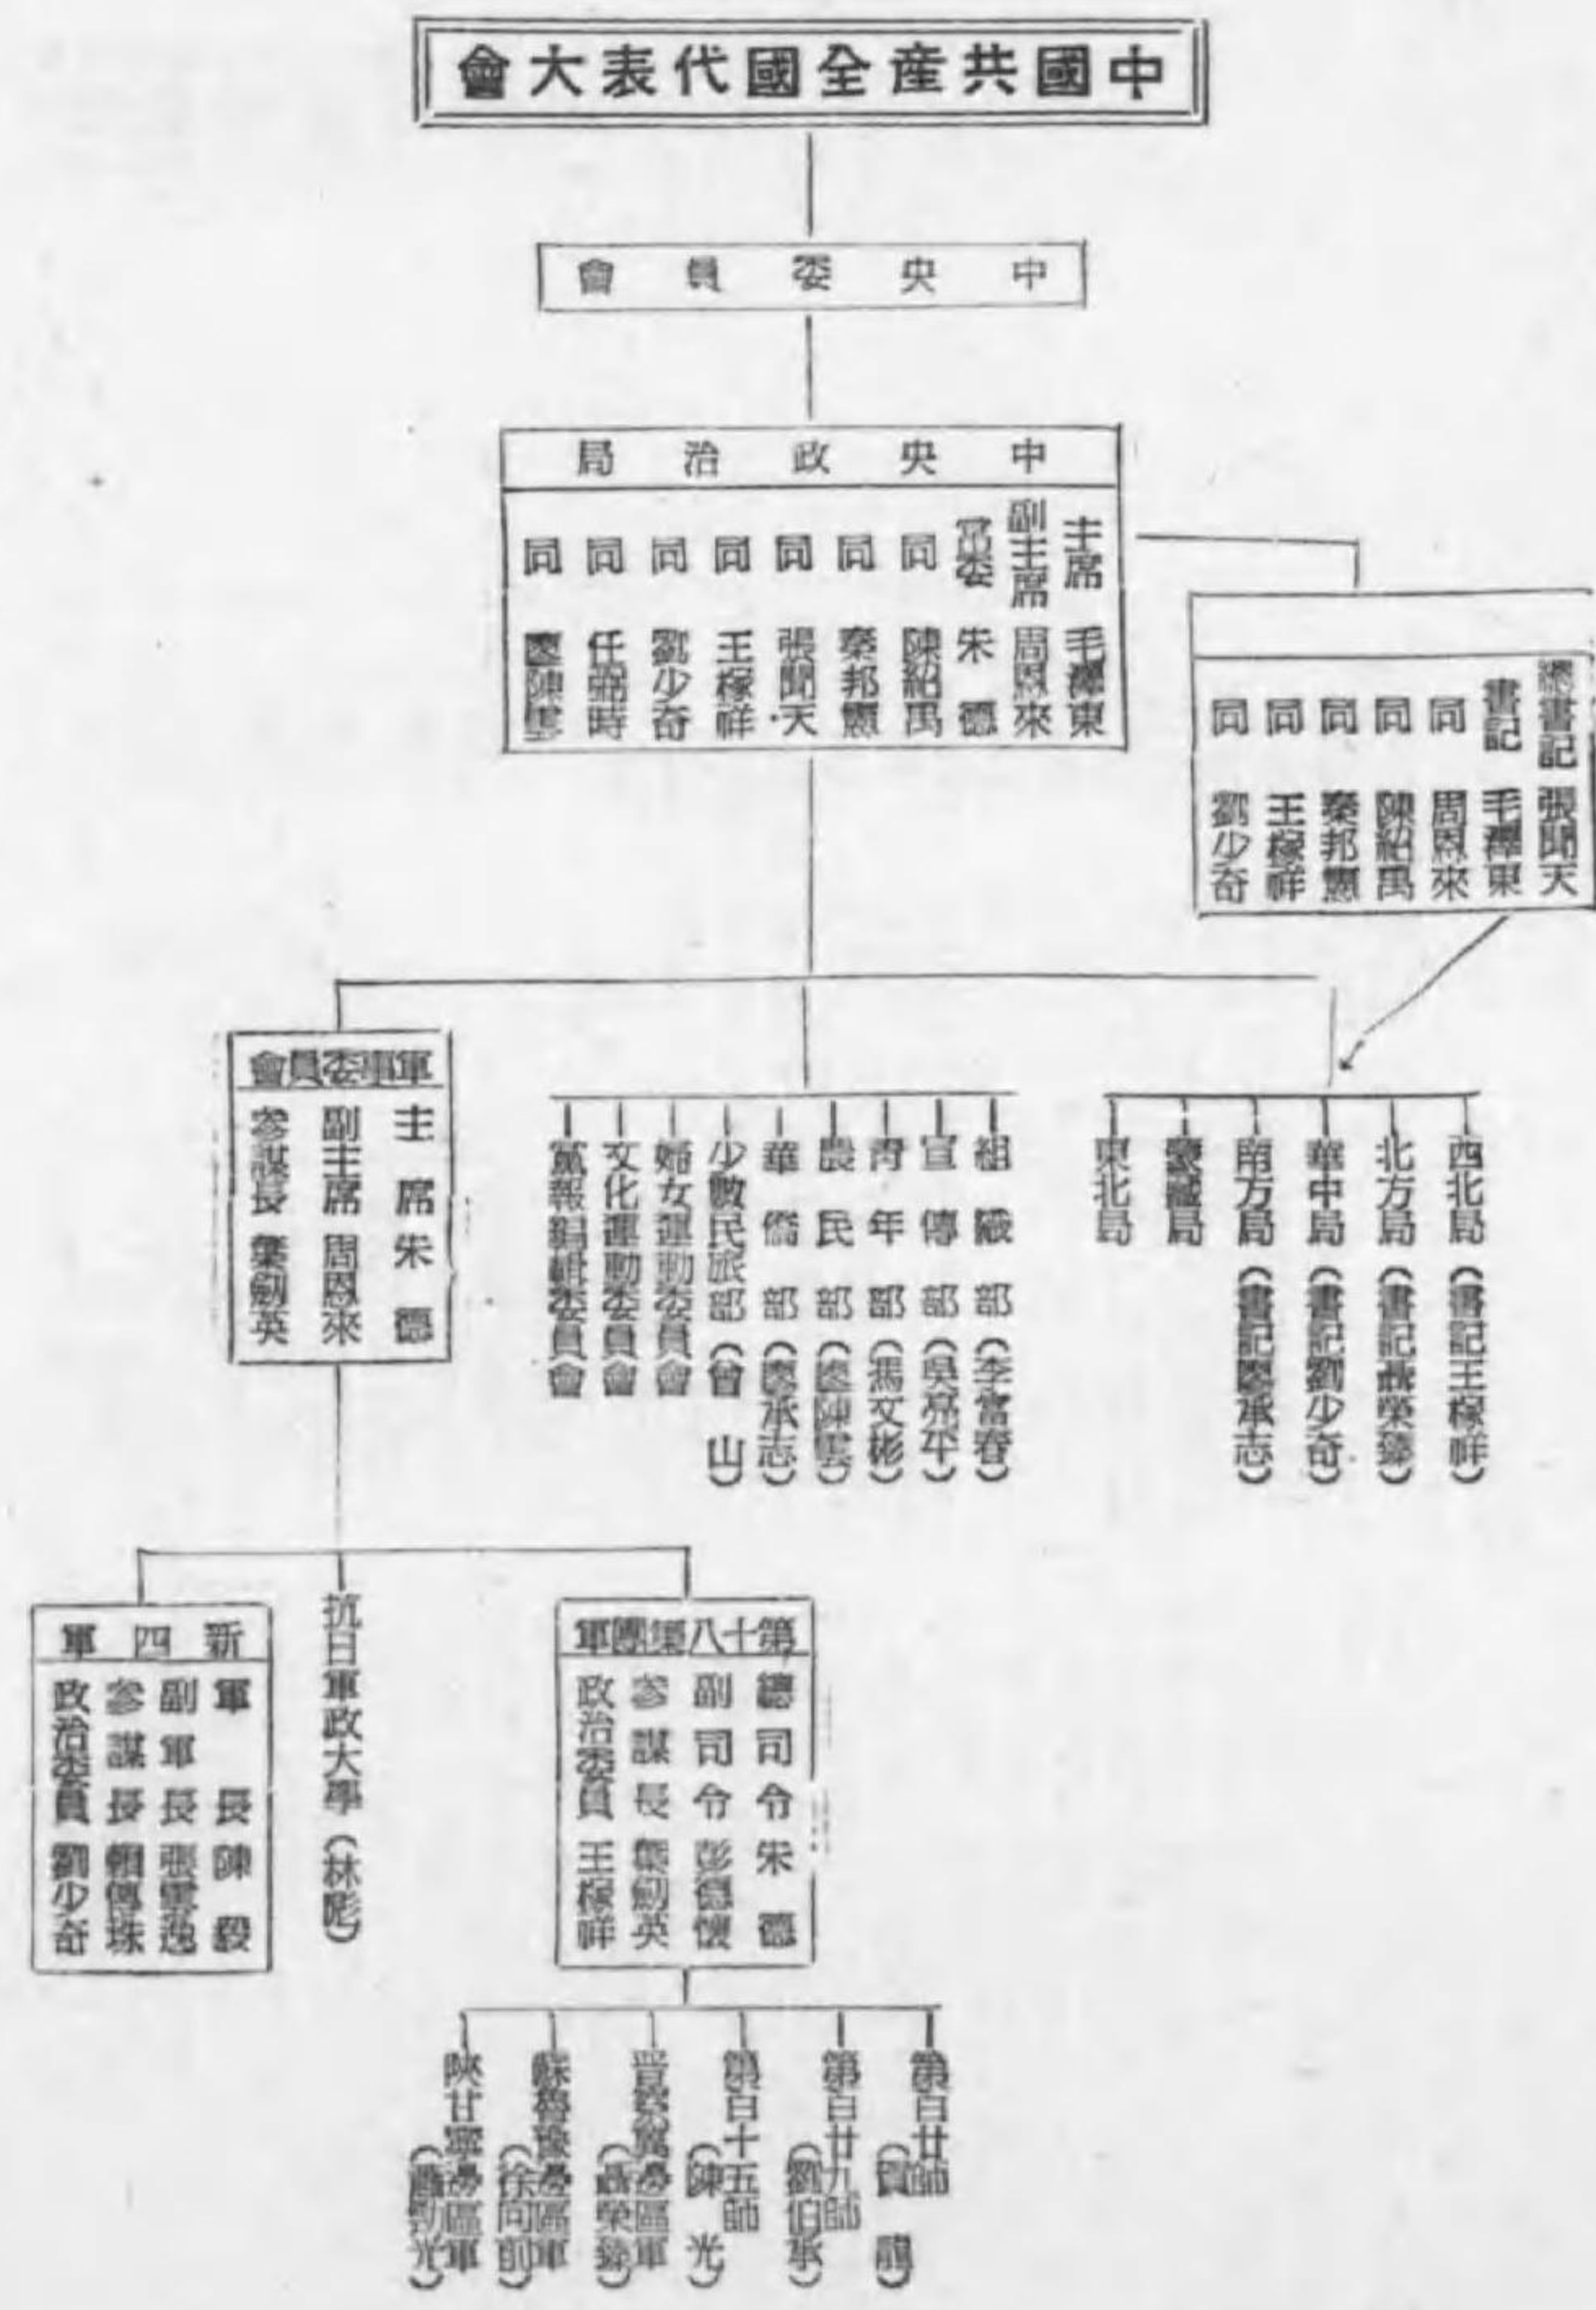 中國共産全國代表大會
中央委員會
中央政治局
主席 毛澤東
副主席 周恩來
常委 朱德
同 陳紹禹
同 秦邦憲
同 張聞天
同 王稼祥
同 劉少奇
同 任弼時
同 陳雲
總書記 張聞天
書記 毛澤東
同 周恩來
同 陳紹禹
同 秦邦憲
同 王稼祥
同 劉少奇
西北局(書記王稼祥)
北方局(書記聶榮臻)
華中局(書記劉少奇)
南方局(書記廖承志)
蒙藏局
東北局
組織部(李富春)
宣傳部(吳亮平)
青年部(馮文彬)
農民部(陳雲)
華僑部(廖承志)
少數民族部(曾山)
婦女運動委員會
文化運動委員會
黨報編輯委員會
軍事委員會
主席 朱德
副主席 周恩來
參謀長 葉劍英
第十八集團軍
總司令 朱德
副司令 彭德懷
參謀長 葉劍英
政治委員 王稼祥
抗日軍政大學(林彪)
新四軍
軍長 陳毅
副軍長 張雲逸
參謀長 賴傳珠
政治委員 劉少奇
第百廿師(賀龍)
第百廿九師(劉伯承)
第百十五師(陳光)
晋察冀邊區軍(聶榮臻)
蘇魯豫邊區軍(徐向前)
陝甘寧邊區軍(蕭勁光)